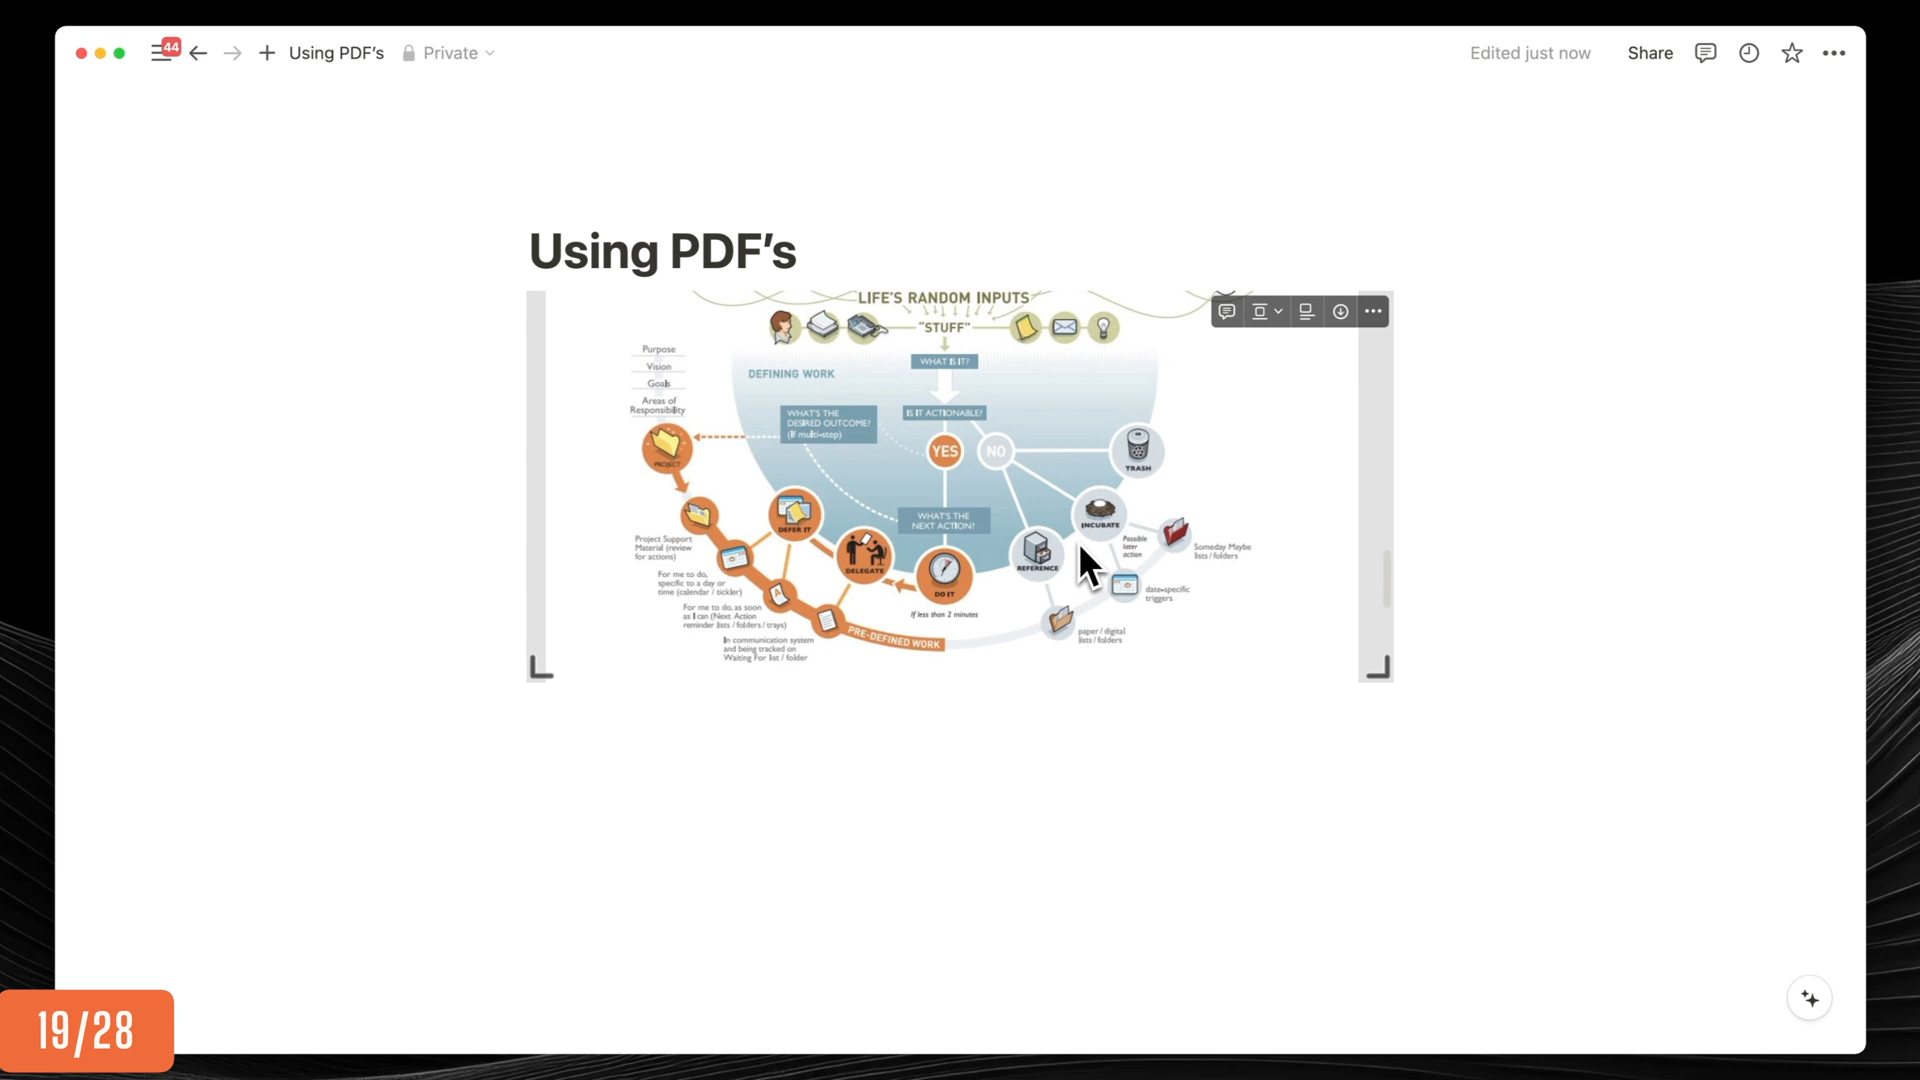 44
Using PDF's
Private
Edited just now
Share
Using PDF's
LIFE'S RANDOM INPUTS
"STUFF"
WHAT IS IT?
Purpose
Vision
Goals
Areas of
Responsibility
DEFINING WORK
WHAT'S THE
DESIRED OUTCOME?
(If multi-step)
IS IT ACTIONABLE?
YES
NO
PROJECT
TRASH
DEFER IT
WHAT'S THE
NEXT ACTION?
INCUBATE
Possible
later
action
Someday Maybe
lists / folders
Project Support
Material (review
for actions)
DELEGATE
DO IT
REFERENCE
For me to do,
specific to a day or
time (calendar / tickler)
date-specific
triggers
For me to do, as soon
as I can (Next Action
reminder lists / folders / trays)
If less than 2 minutes
paper / digital
lists / folders
In communication system
and being tracked on
Waiting For list / folder
PRE-DEFINED WORK
19/28